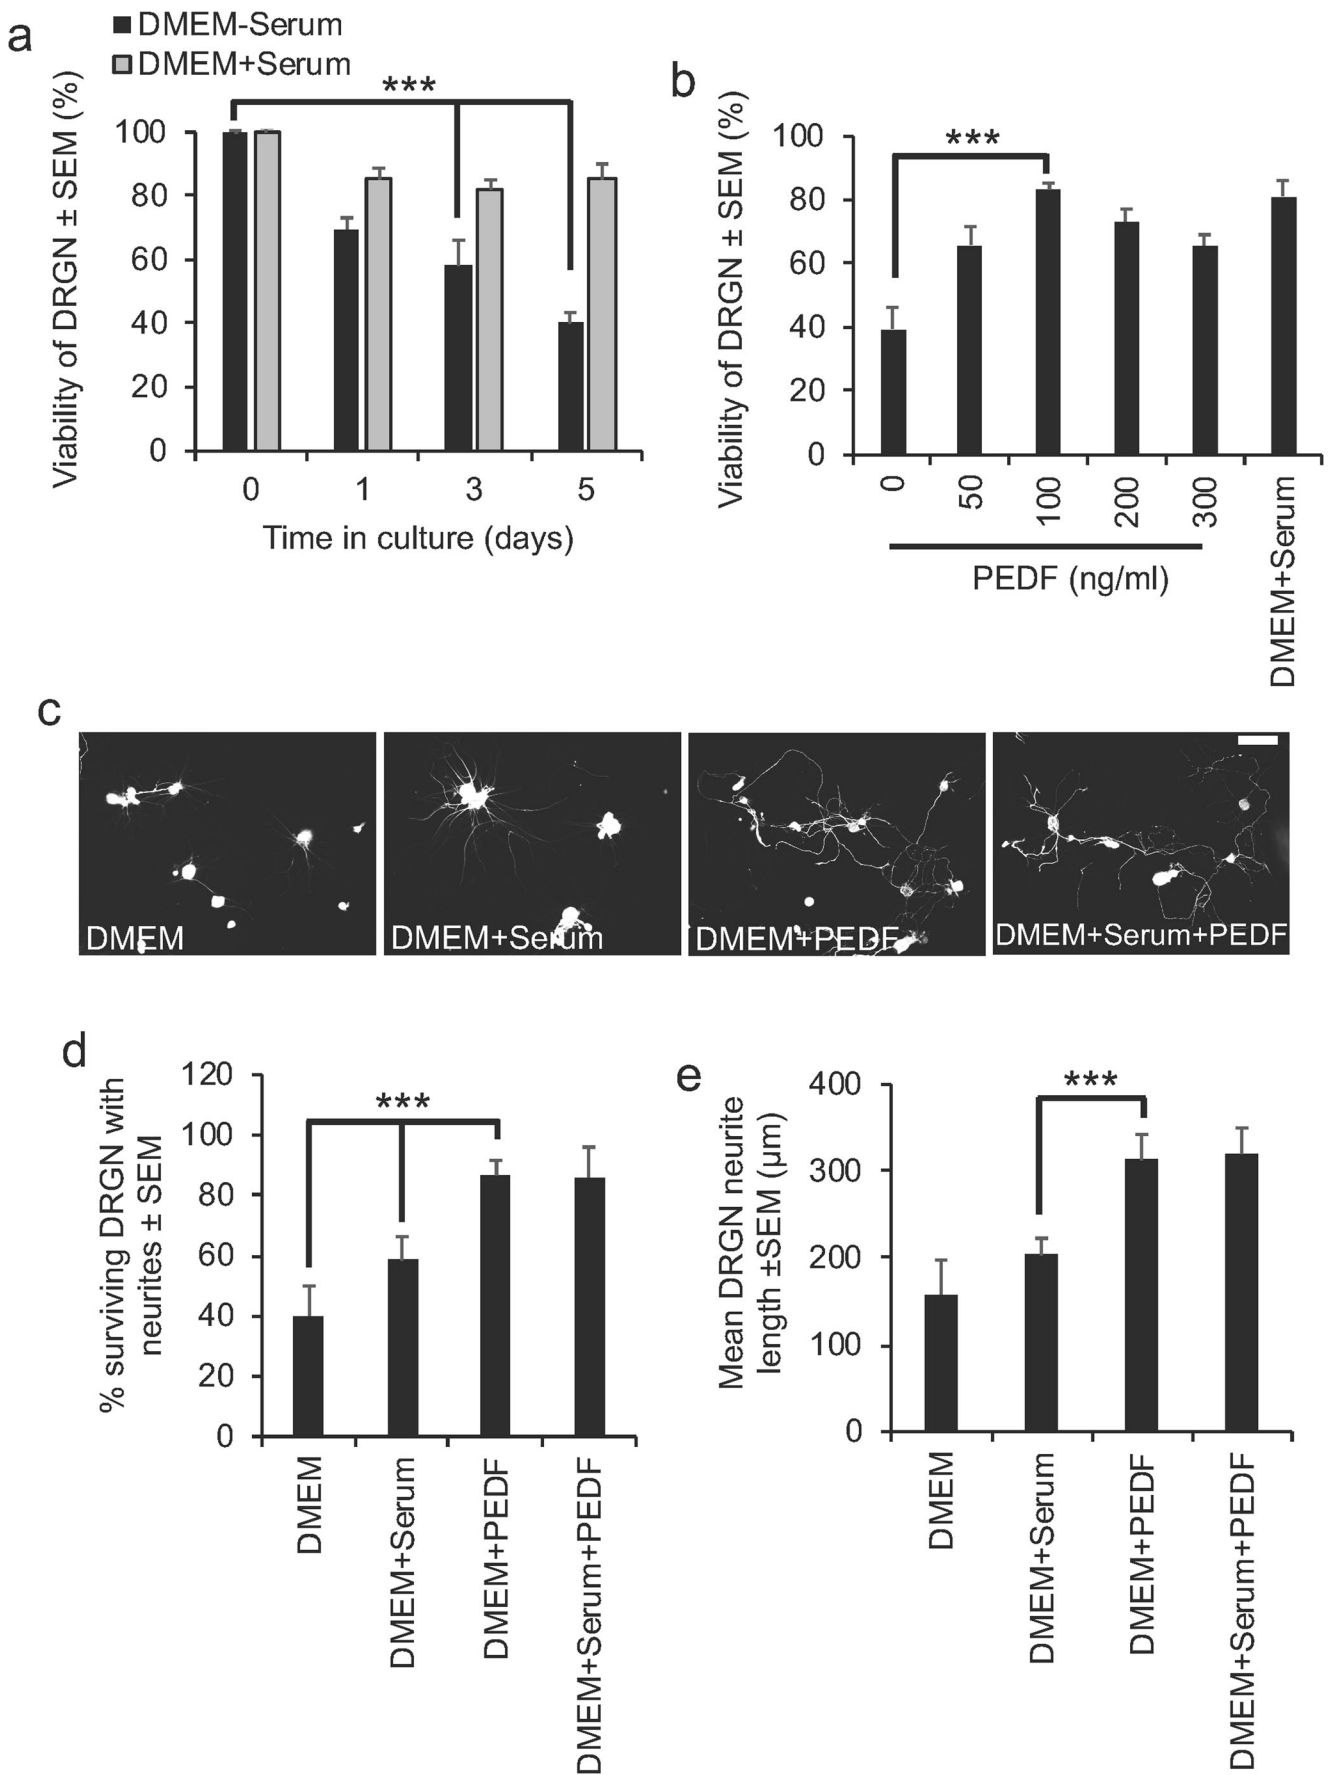 a
DMEM-Serum
DMEM+Serum
***
Viability of DRGN ± SEM (%)
100
80
60
40
20
0
0 1 3 5
Time in culture (days)
b
***
Viability of DRGN ± SEM (%)
100
80
60
40
20
0
0 50 100 200 300 DMEM+Serum
PEDF (ng/ml)
c
DMEM
DMEM+Serum
DMEM+PEDF
DMEM+Serum+PEDF
d
***
% surviving DRGN with
neurites ± SEM
120
100
80
60
40
20
0
DMEM
DMEM+Serum
DMEM+PEDF
DMEM+Serum+PEDF
e
***
Mean DRGN neurite
length ±SEM (µm)
400
300
200
100
0
DMEM
DMEM+Serum
DMEM+PEDF
DMEM+Serum+PEDF